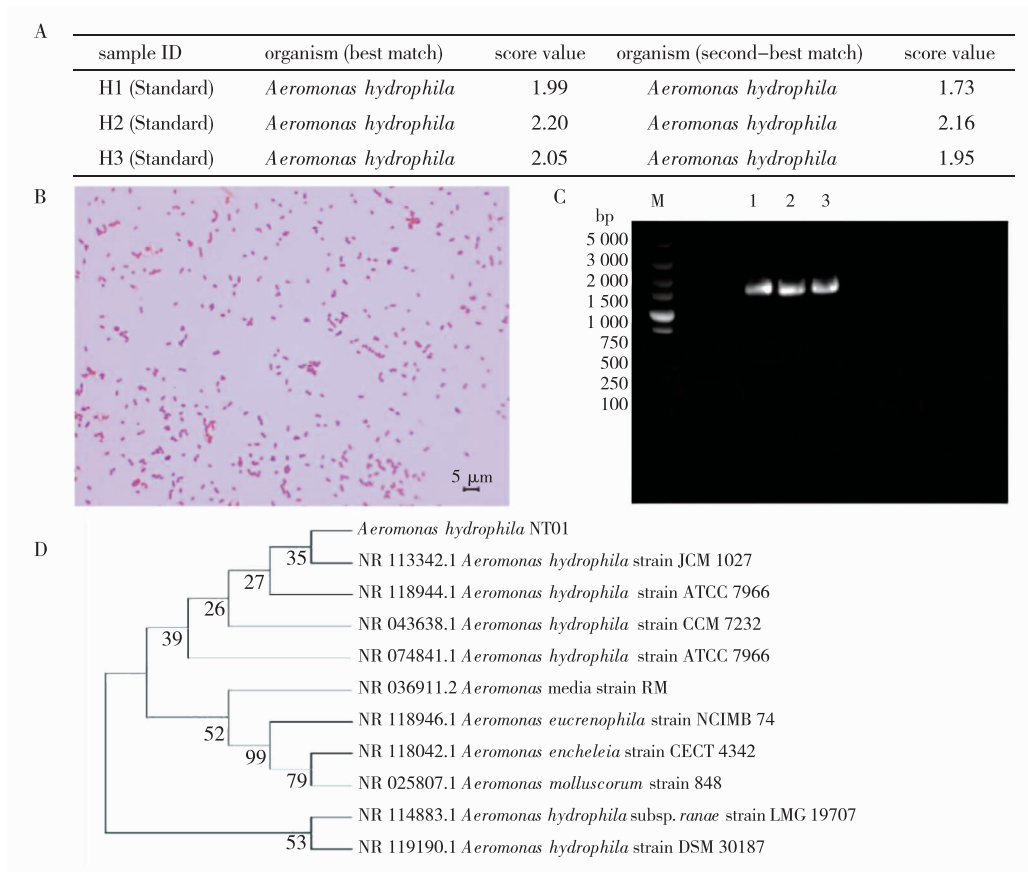 A
sample ID organism (best match) score value organism (second−best match) score value
H1 (Standard) Aeromonas hydrophila 1.99 Aeromonas hydrophila 1.73
H2 (Standard) Aeromonas hydrophila 2.20 Aeromonas hydrophila 2.16
H3 (Standard) Aeromonas hydrophila 2.05 Aeromonas hydrophila 1.95
B
5 μm
C
M 1 2 3
bp
5 000
3 000
2 000
1 500
1 000
750
500
250
100
D
Aeromonas hydrophila NT01
35
NR 113342.1 Aeromonas hydrophila strain JCM 1027
27
NR 118944.1 Aeromonas hydrophila strain ATCC 7966
26
NR 043638.1 Aeromonas hydrophila strain CCM 7232
39
NR 074841.1 Aeromonas hydrophila strain ATCC 7966
NR 036911.2 Aeromonas media strain RM
52
NR 118946.1 Aeromonas eucrenophila strain NCIMB 74
99
NR 118042.1 Aeromonas encheleia strain CECT 4342
79
NR 025807.1 Aeromonas molluscorum strain 848
NR 114883.1 Aeromonas hydrophila subsp. ranae strain LMG 19707
53
NR 119190.1 Aeromonas hydrophila strain DSM 30187